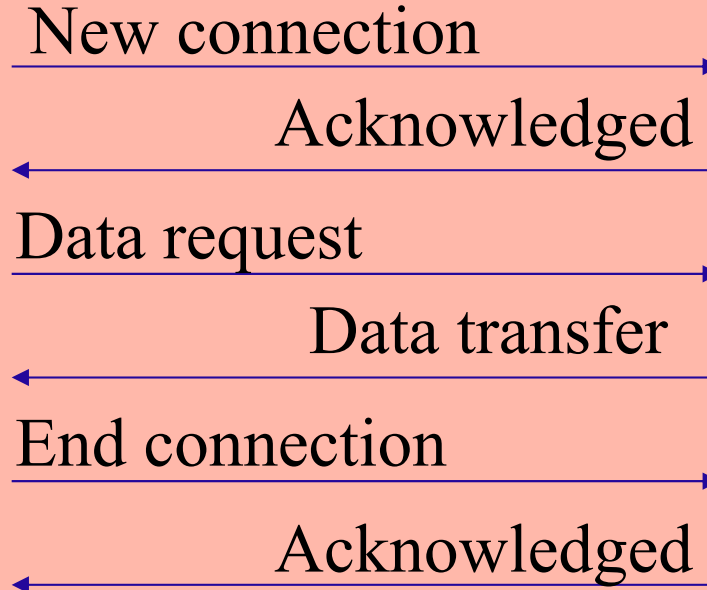 New connection
Acknowledged
Data request
Data transfer
End connection
Acknowledged